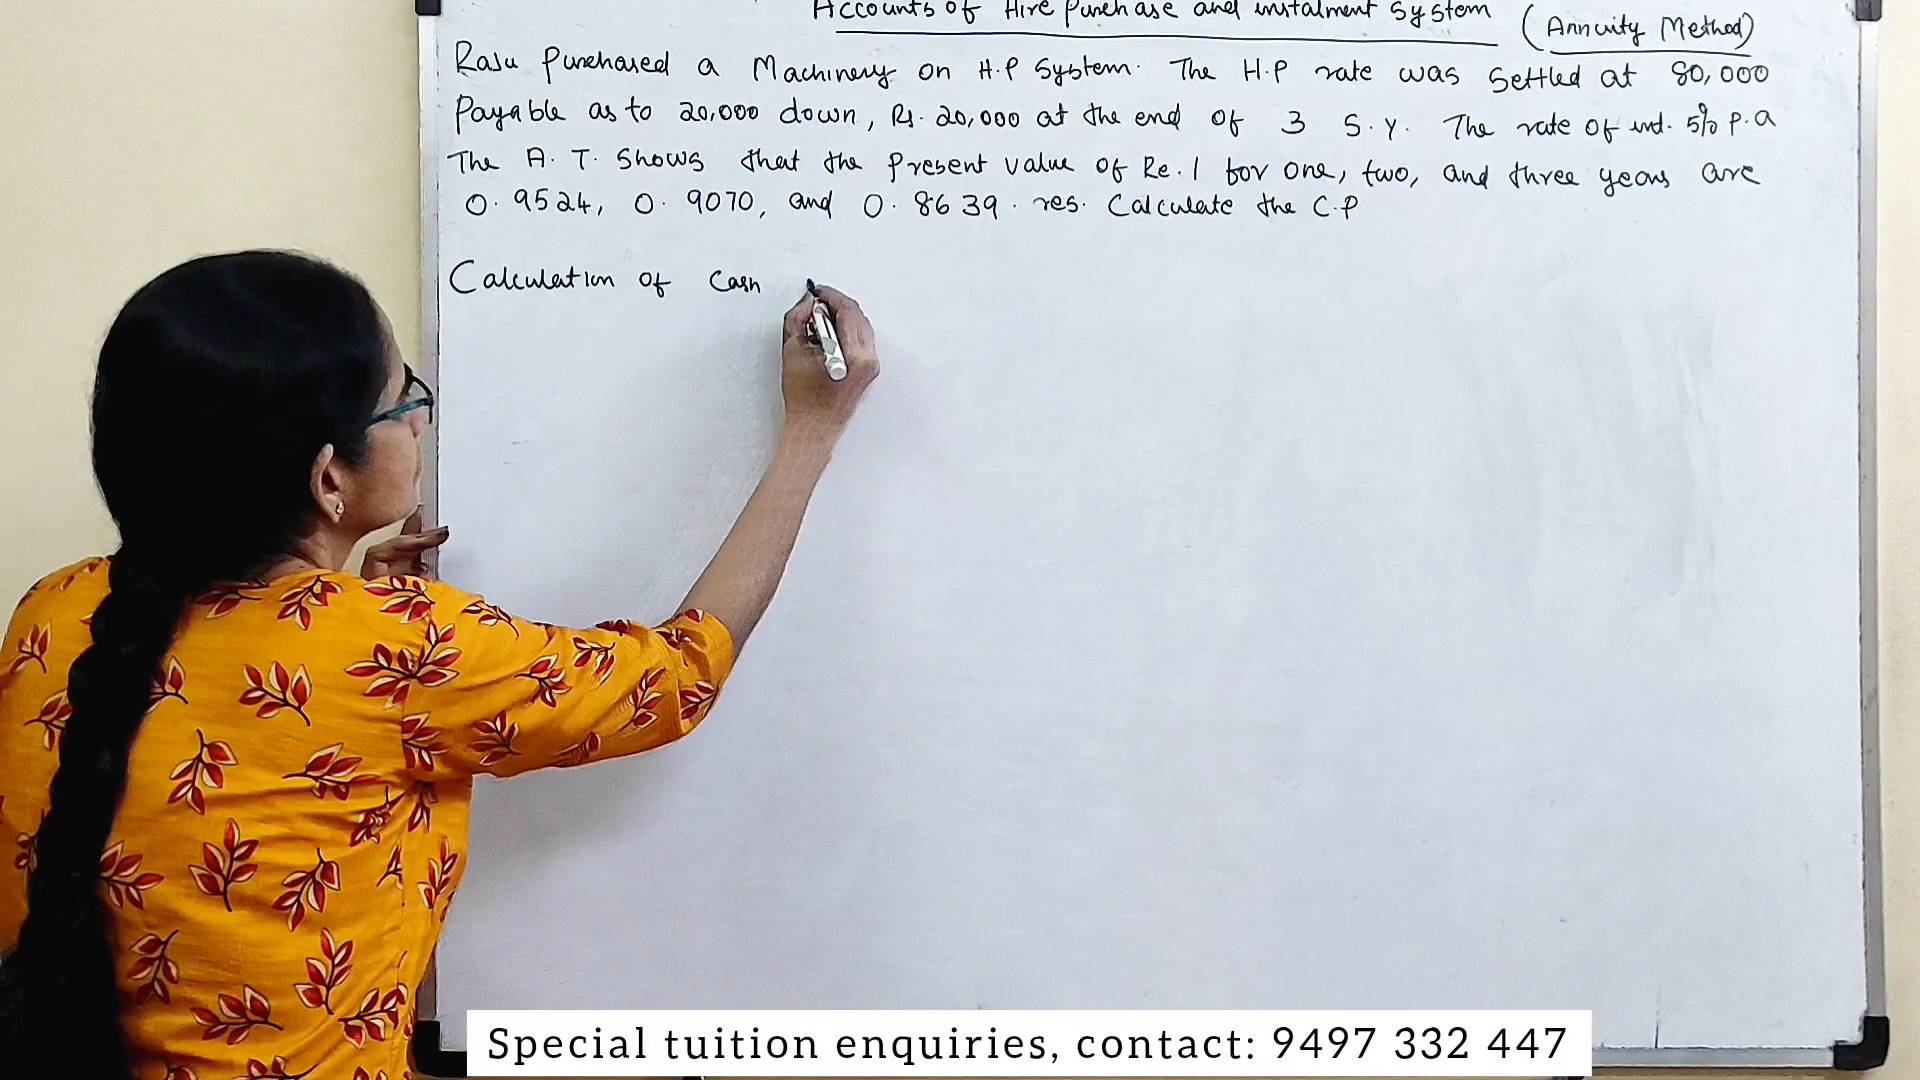 Accounts of Hire Purchase and instalment System (Annuity Method)
Raju Purchased a Machinery on H.P System. The H.P rate was Settled at 80,000
Payable as to 20,000 down, Rs. 20,000 at the end of 3 S.Y. The rate of int. 5% p.a
The A.T. Shows that the Present value of Re.1 for one, two, and three years are
0.9524, 0.9070, and 0.8639. res. Calculate the C.P
Calculation of Cash
Special tuition enquiries, contact: 9497 332 447